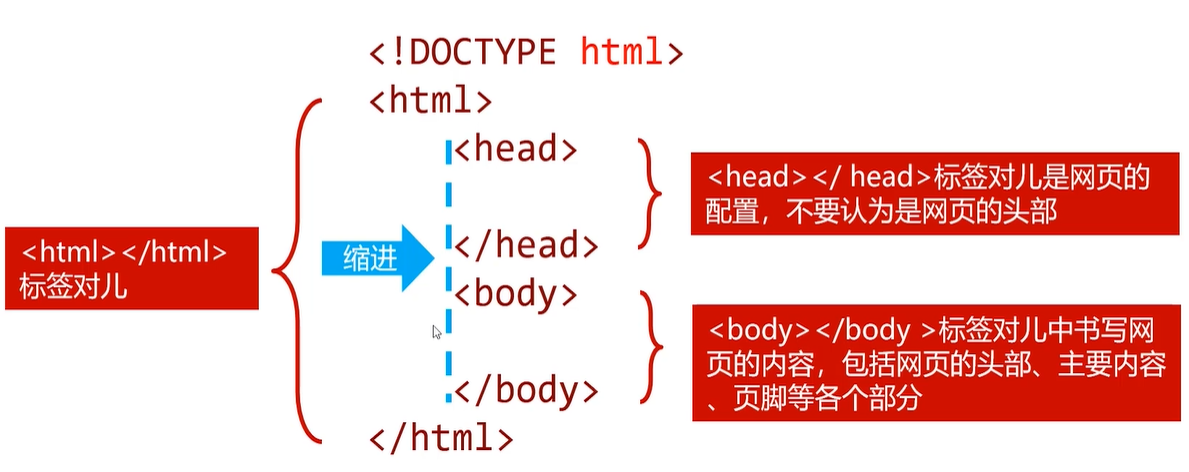 <!DOCTYPE html>
<html>
<head>
</head>
<body>
</body>
</html>
<html></html>
标签对儿
缩进
<head></ head>标签对儿是网页的
配置，不要认为是网页的头部
<body></body >标签对儿中书写网
页的内容，包括网页的头部、主要内容
、页脚等各个部分